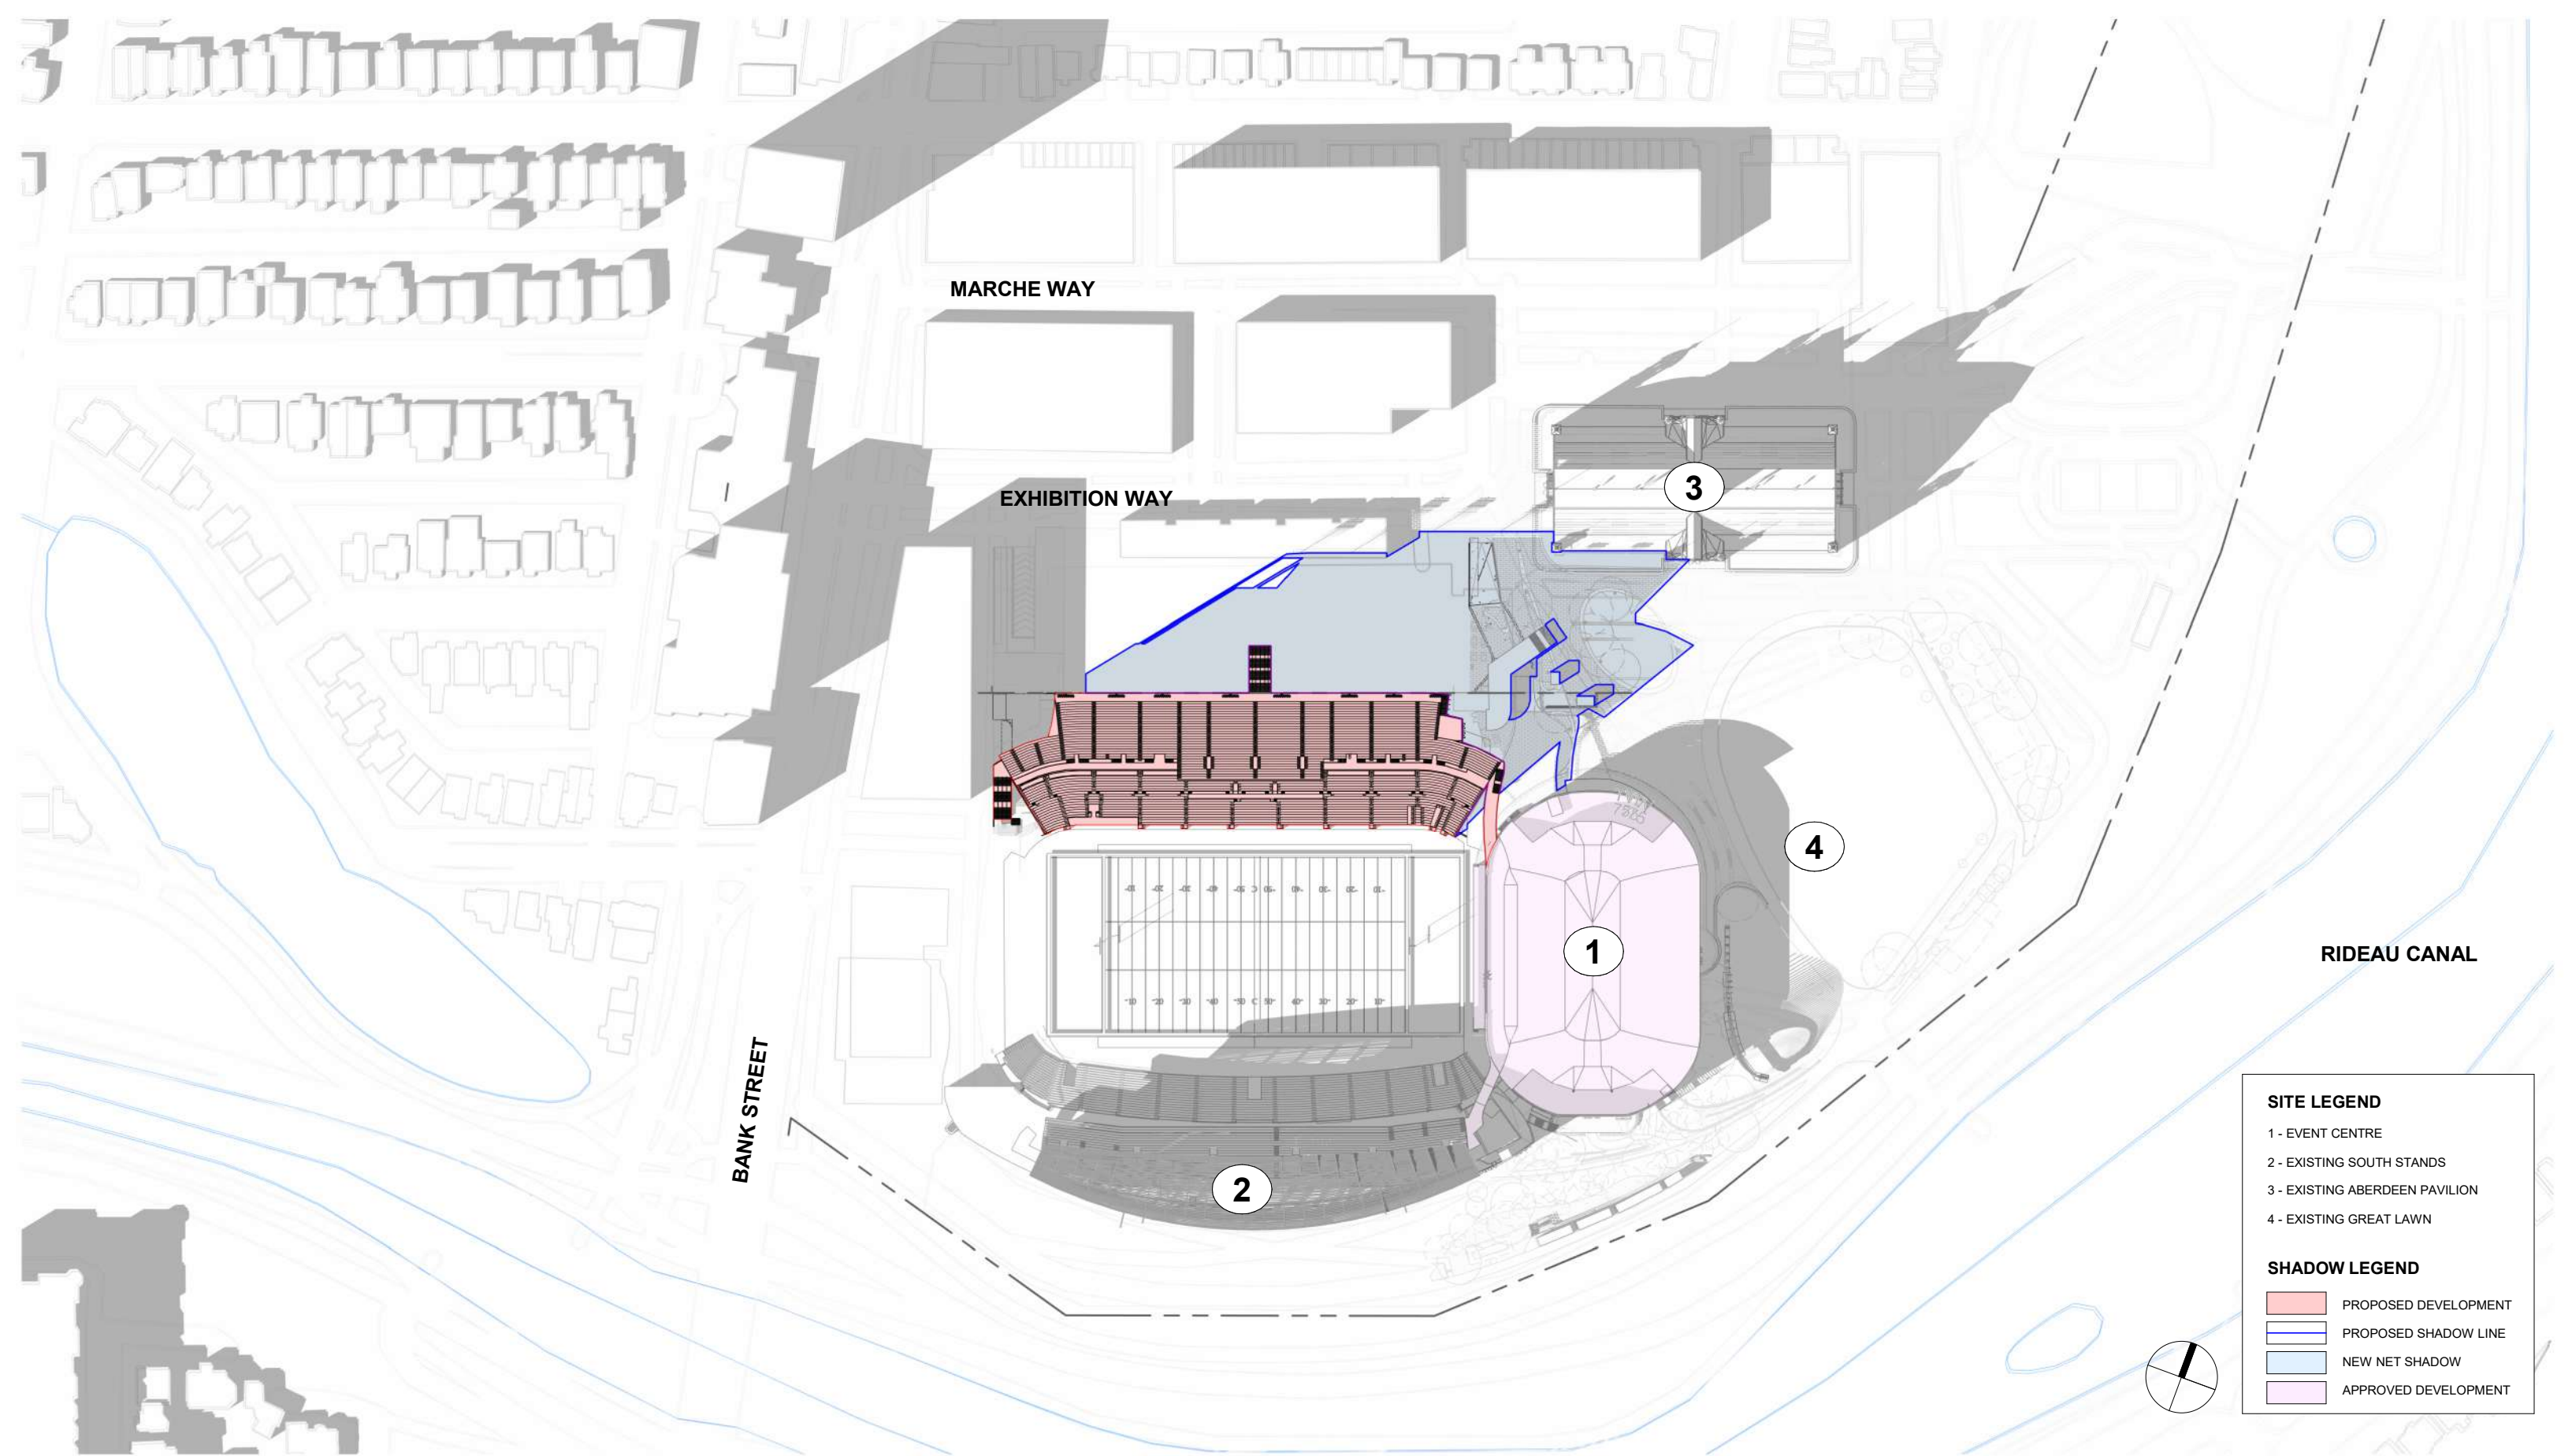 MARCHE WAY
EXHIBITION WAY
3
4
1
RIDEAU CANAL
BANK STREET
2
SITE LEGEND
1 - EVENT CENTRE
2 - EXISTING SOUTH STANDS
3 - EXISTING ABERDEEN PAVILION
4 - EXISTING GREAT LAWN
SHADOW LEGEND
PROPOSED DEVELOPMENT
PROPOSED SHADOW LINE
NEW NET SHADOW
APPROVED DEVELOPMENT